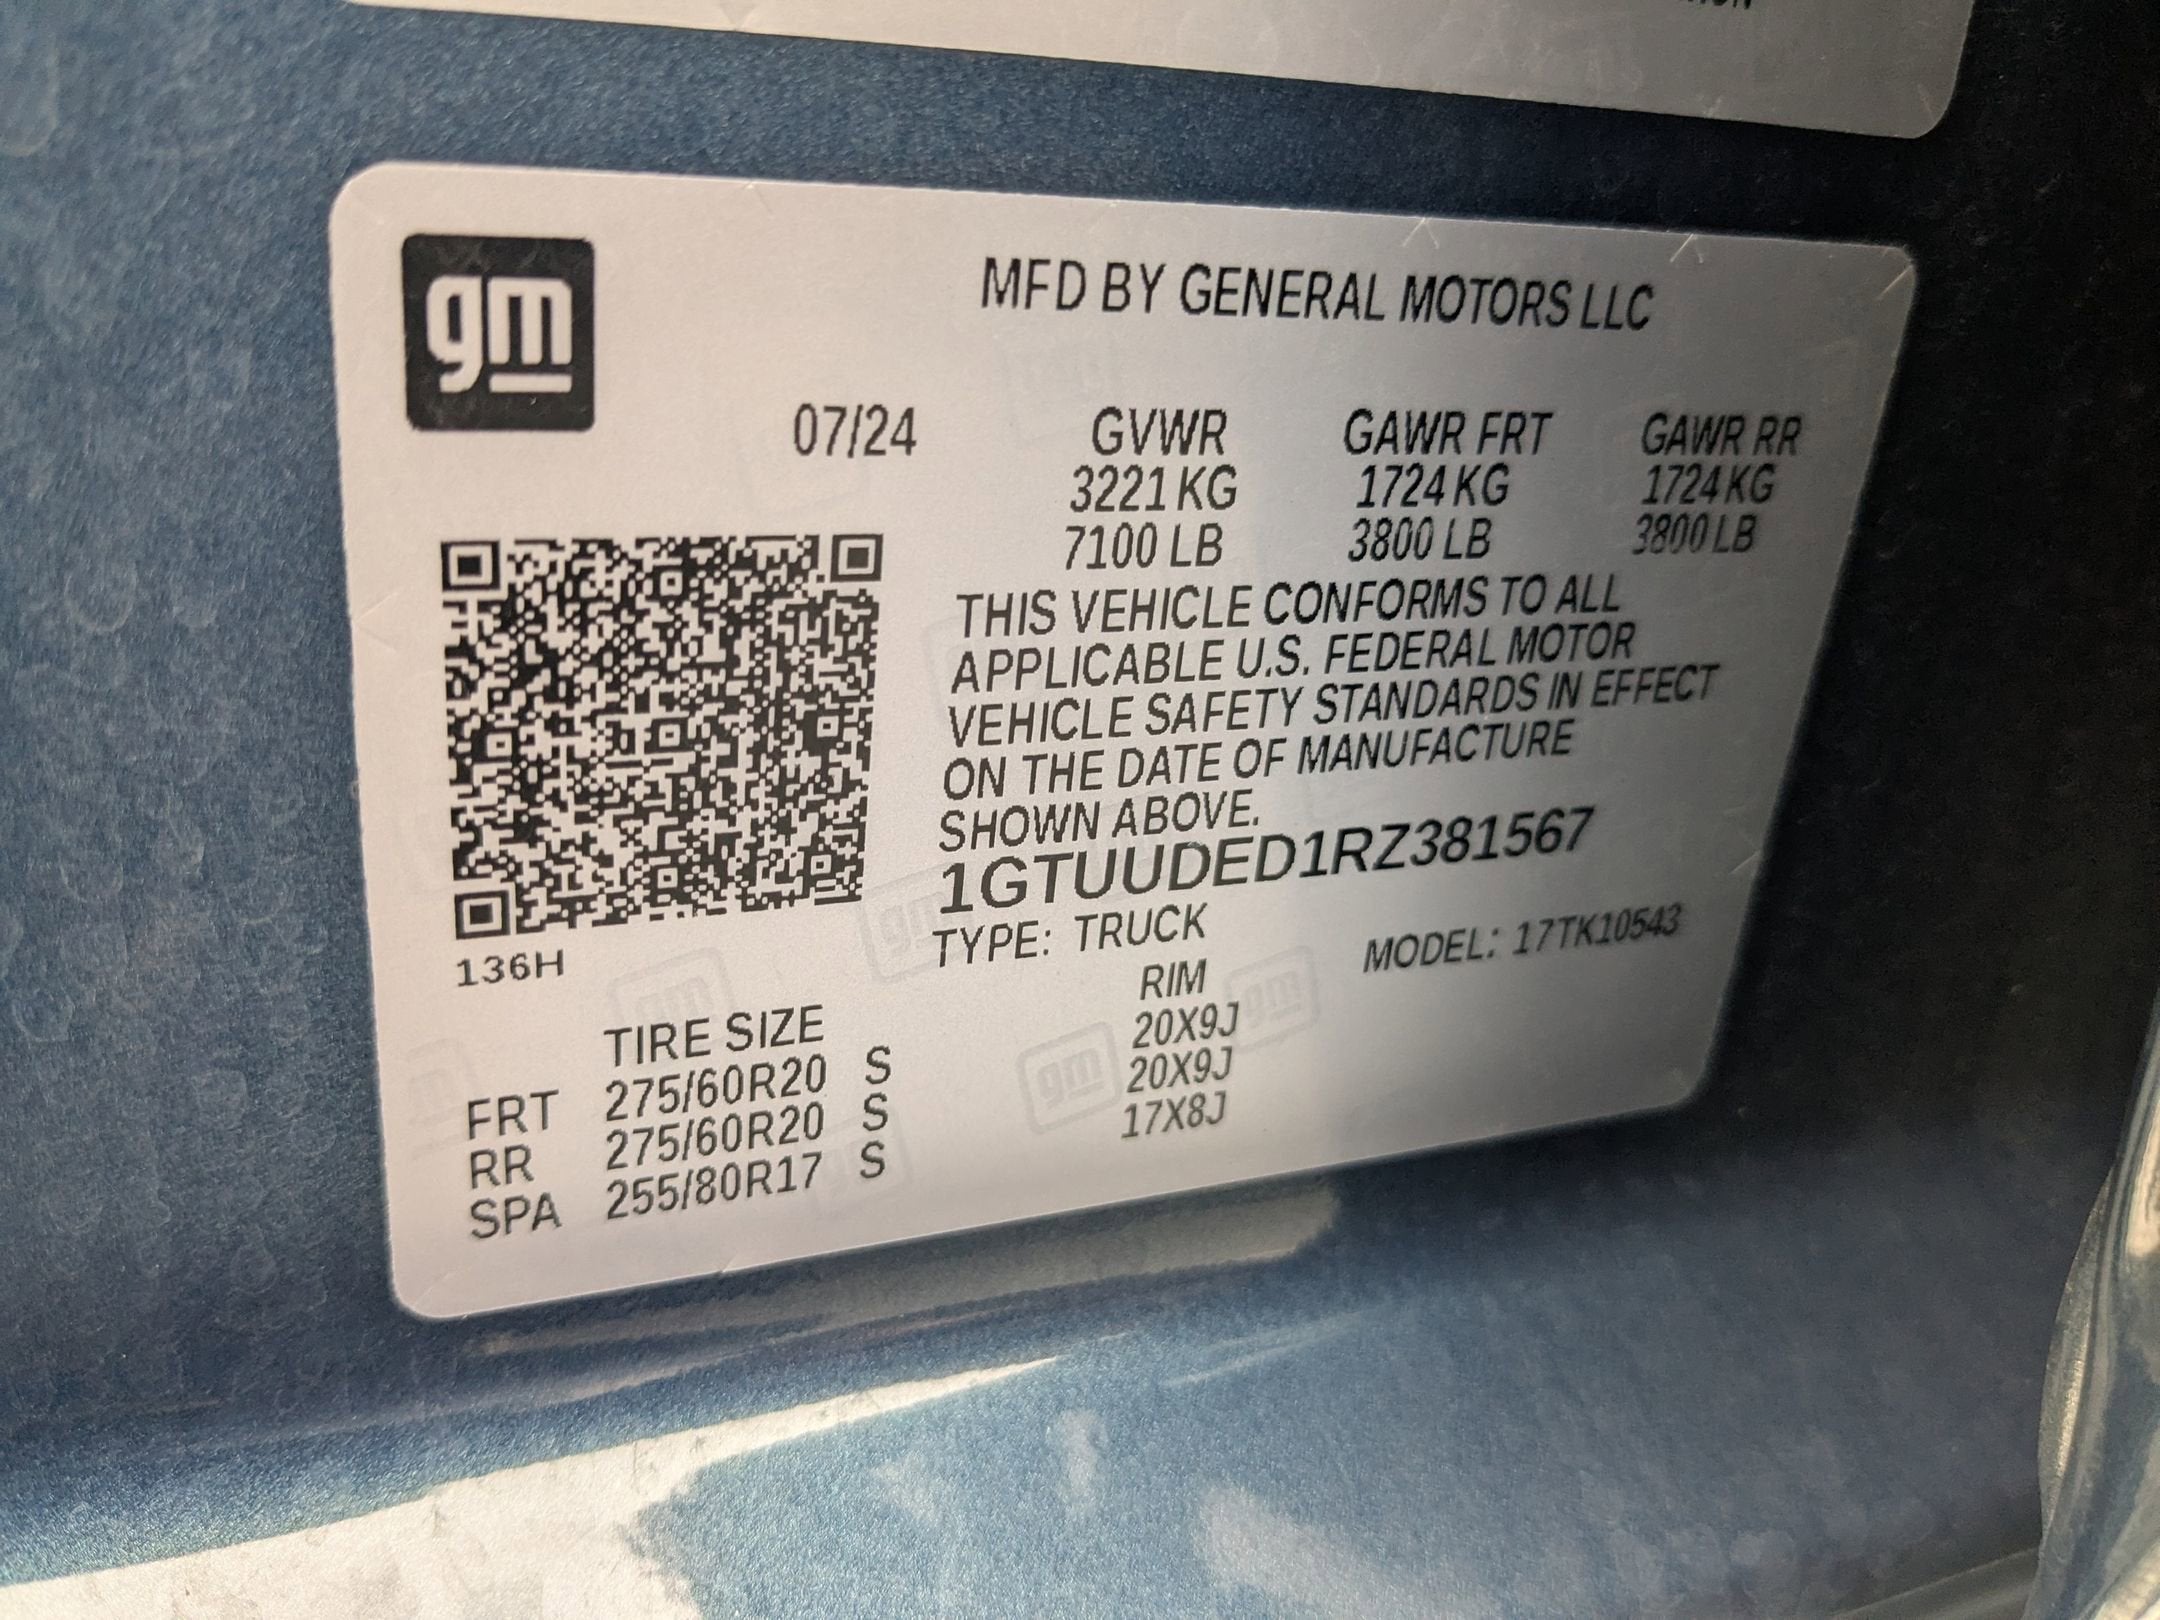 gm
MFD BY GENERAL MOTORS LLC
07/24 GVWR GAWR FRT GAWR RR
3221 KG 1724 KG 1724 KG
7100 LB 3800 LB 3800 LB
THIS VEHICLE CONFORMS TO ALL
APPLICABLE U.S. FEDERAL MOTOR
VEHICLE SAFETY STANDARDS IN EFFECT
ON THE DATE OF MANUFACTURE
SHOWN ABOVE.
1GTUUDED1RZ381567
TYPE: TRUCK MODEL: 17TK10543
136H
TIRE SIZE RIM
FRT 275/60R20 S 20X9J
RR 275/60R20 S 20X9J
SPA 255/80R17 S 17X8J